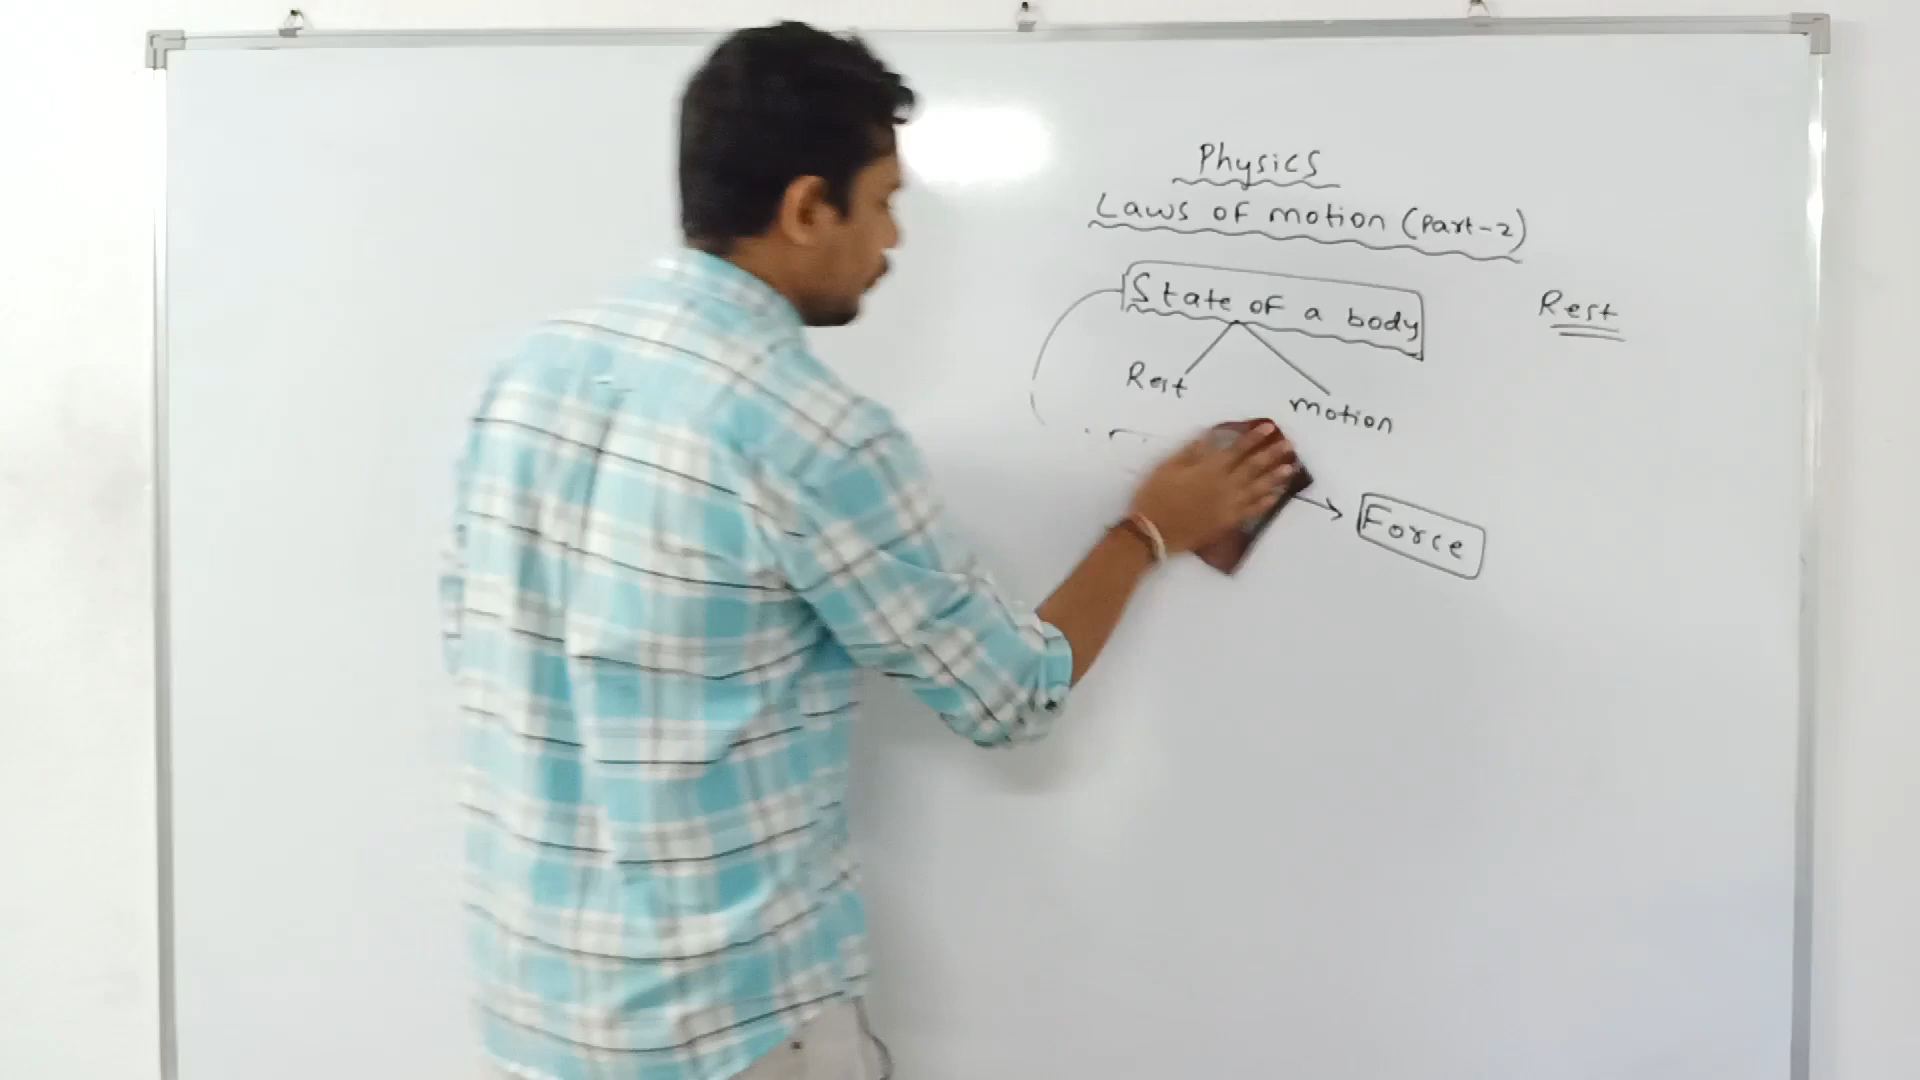 Physics
Laws of motion (Part-2)
State of a body
Rest
Rest
motion
Force